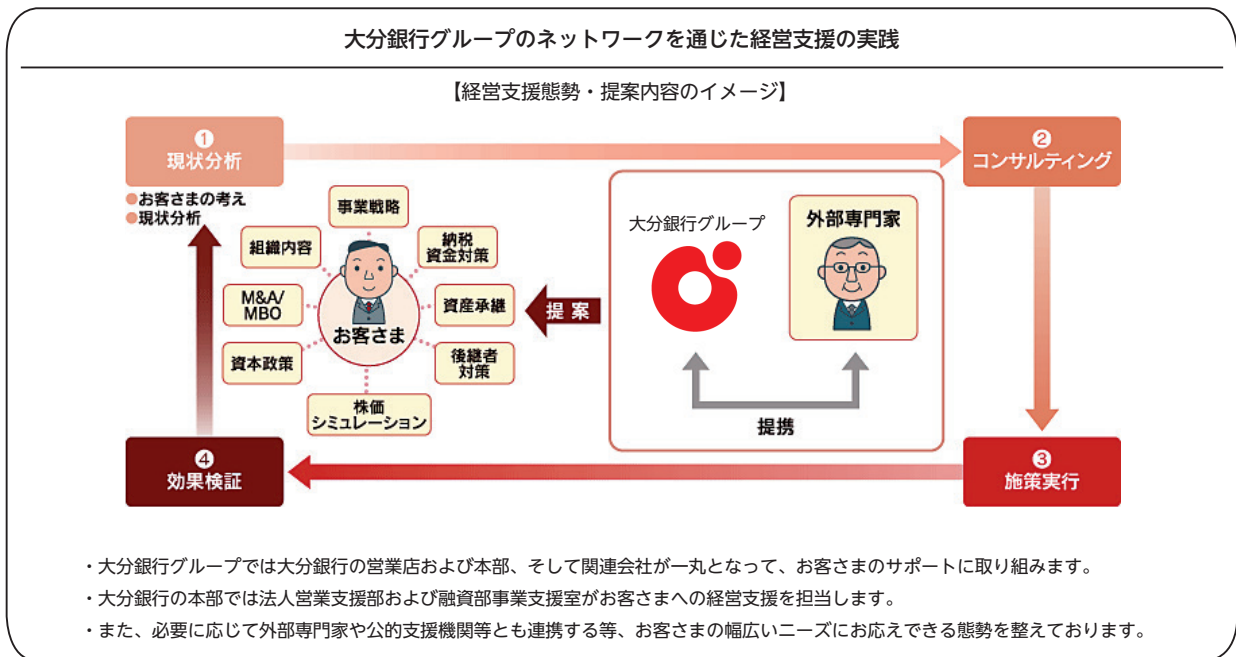 大分銀行グループのネットワークを通じた経営支援の実践
【経営支援態勢・提案内容のイメージ】
❶
現状分析
●お客さまの考え
●現状分析
❷
コンサルティング
事業戦略
組織内容
納税
資金対策
M&A/
MBO
資産承継
お客さま
資本政策
後継者
対策
株価
シミュレーション
提案
大分銀行グループ
外部専門家
提携
❹
効果検証
❸
施策実行
・大分銀行グループでは大分銀行の営業店および本部、そして関連会社が一丸となって、お客さまのサポートに取り組みます。
・大分銀行の本部では法人営業支援部および融資部事業支援室がお客さまへの経営支援を担当します。
・また、必要に応じて外部専門家や公的支援機関等とも連携する等、お客さまの幅広いニーズにお応えできる態勢を整えております。